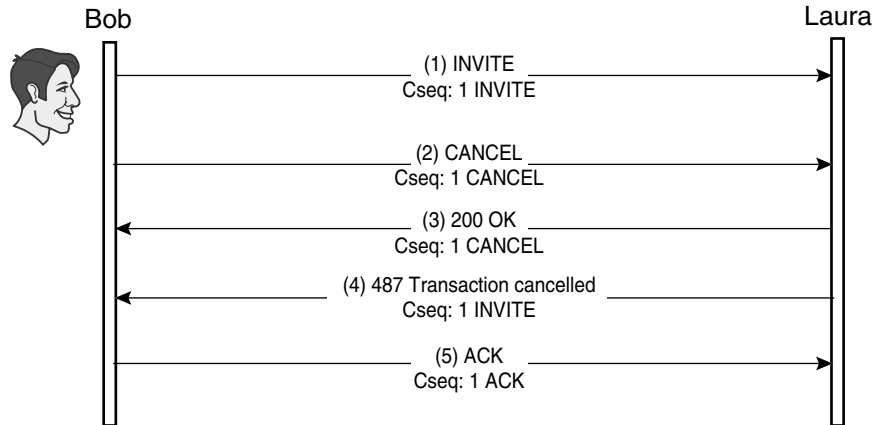 Bob
Laura
(1) INVITE
Cseq: 1 INVITE
(2) CANCEL
Cseq: 1 CANCEL
(3) 200 OK
Cseq: 1 CANCEL
(4) 487 Transaction cancelled
Cseq: 1 INVITE
(5) ACK
Cseq: 1 ACK